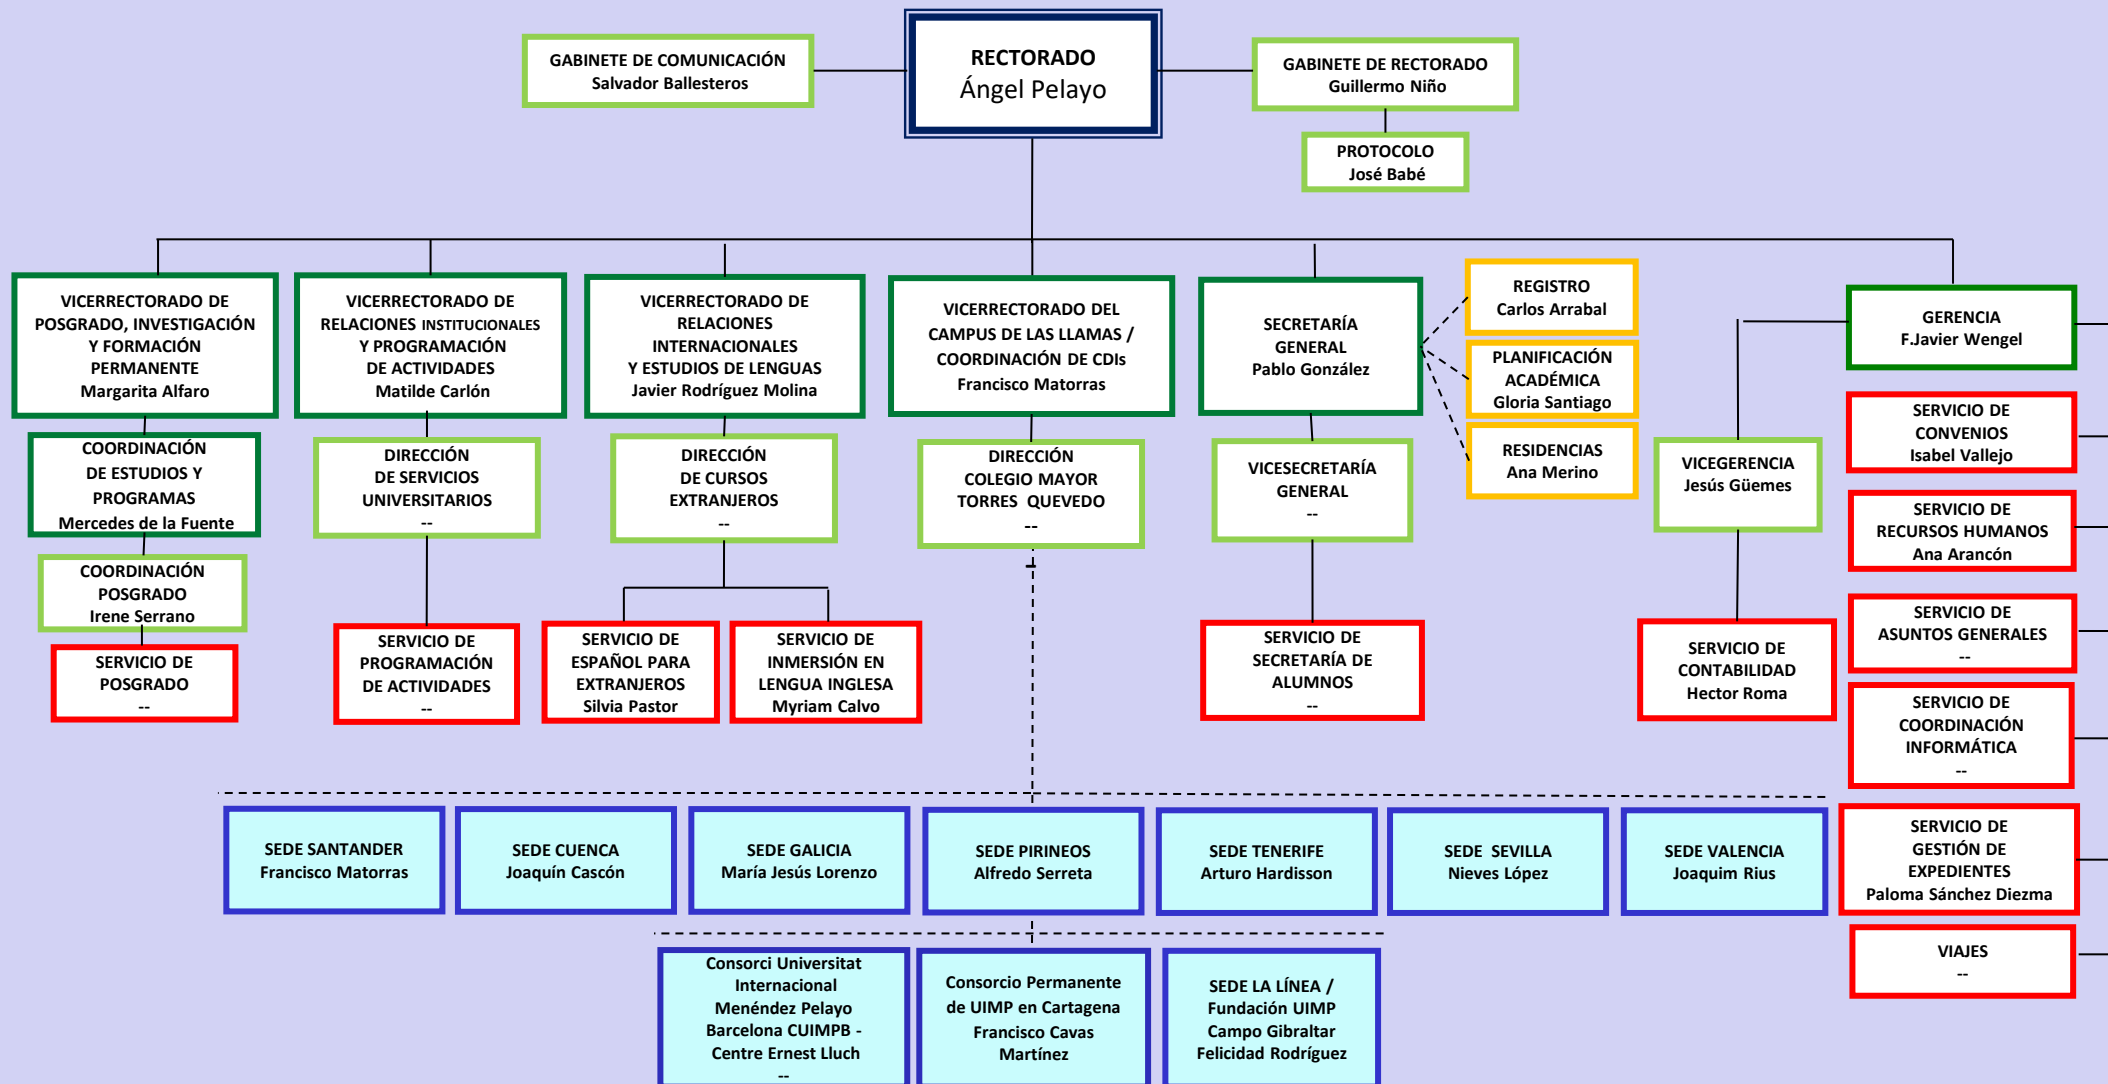 GABINETE DE COMUNICACIÓN
Salvador Ballesteros
RECTORADO
Ángel Pelayo
GABINETE DE RECTORADO
Guillermo Niño
PROTOCOLO
José Babé
VICERRECTORADO DE
POSGRADO, INVESTIGACIÓN
Y FORMACIÓN
PERMANENTE
Margarita Alfaro
VICERRECTORADO DE
RELACIONES INSTITUCIONALES
Y PROGRAMACIÓN
DE ACTIVIDADES
Matilde Carlón
VICERRECTORADO DE
RELACIONES
INTERNACIONALES
Y ESTUDIOS DE LENGUAS
Javier Rodríguez Molina
VICERRECTORADO DEL
CAMPUS DE LAS LLAMAS /
COORDINACIÓN DE CDIs
Francisco Matorras
SECRETARÍA
GENERAL
Pablo González
REGISTRO
Carlos Arrabal
PLANIFICACIÓN
ACADÉMICA
Gloria Santiago
RESIDENCIAS
Ana Merino
GERENCIA
F.Javier Wengel
COORDINACIÓN
DE ESTUDIOS Y
PROGRAMAS
Mercedes de la Fuente
DIRECCIÓN
DE SERVICIOS
UNIVERSITARIOS
--
DIRECCIÓN
DE CURSOS
EXTRANJEROS
--
DIRECCIÓN
COLEGIO MAYOR
TORRES QUEVEDO
--
VICESECRETARÍA
GENERAL
--
VICEGERENCIA
Jesús Güemes
SERVICIO DE
CONVENIOS
Isabel Vallejo
SERVICIO DE
RECURSOS HUMANOS
Ana Arancón
COORDINACIÓN
POSGRADO
Irene Serrano
SERVICIO DE
POSGRADO
--
SERVICIO DE
PROGRAMACIÓN
DE ACTIVIDADES
--
SERVICIO DE
ESPAÑOL PARA
EXTRANJEROS
Silvia Pastor
SERVICIO DE
INMERSIÓN EN
LENGUA INGLESA
Myriam Calvo
SERVICIO DE
SECRETARÍA DE
ALUMNOS
--
SERVICIO DE
CONTABILIDAD
Hector Roma
SERVICIO DE
ASUNTOS GENERALES
--
SERVICIO DE
COORDINACIÓN
INFORMÁTICA
--
SEDE SANTANDER
Francisco Matorras
SEDE CUENCA
Joaquín Cascón
SEDE GALICIA
María Jesús Lorenzo
SEDE PIRINEOS
Alfredo Serreta
SEDE TENERIFE
Arturo Hardisson
SEDE SEVILLA
Nieves López
SEDE VALENCIA
Joaquim Rius
SERVICIO DE
GESTIÓN DE
EXPEDIENTES
Paloma Sánchez Diezma
VIAJES
--
Consorci Universitat
Internacional
Menéndez Pelayo
Barcelona CUIMPB -
Centre Ernest Lluch
--
Consorcio Permanente
de UIMP en Cartagena
Francisco Cavas
Martínez
SEDE LA LÍNEA /
Fundación UIMP
Campo Gibraltar
Felicidad Rodríguez